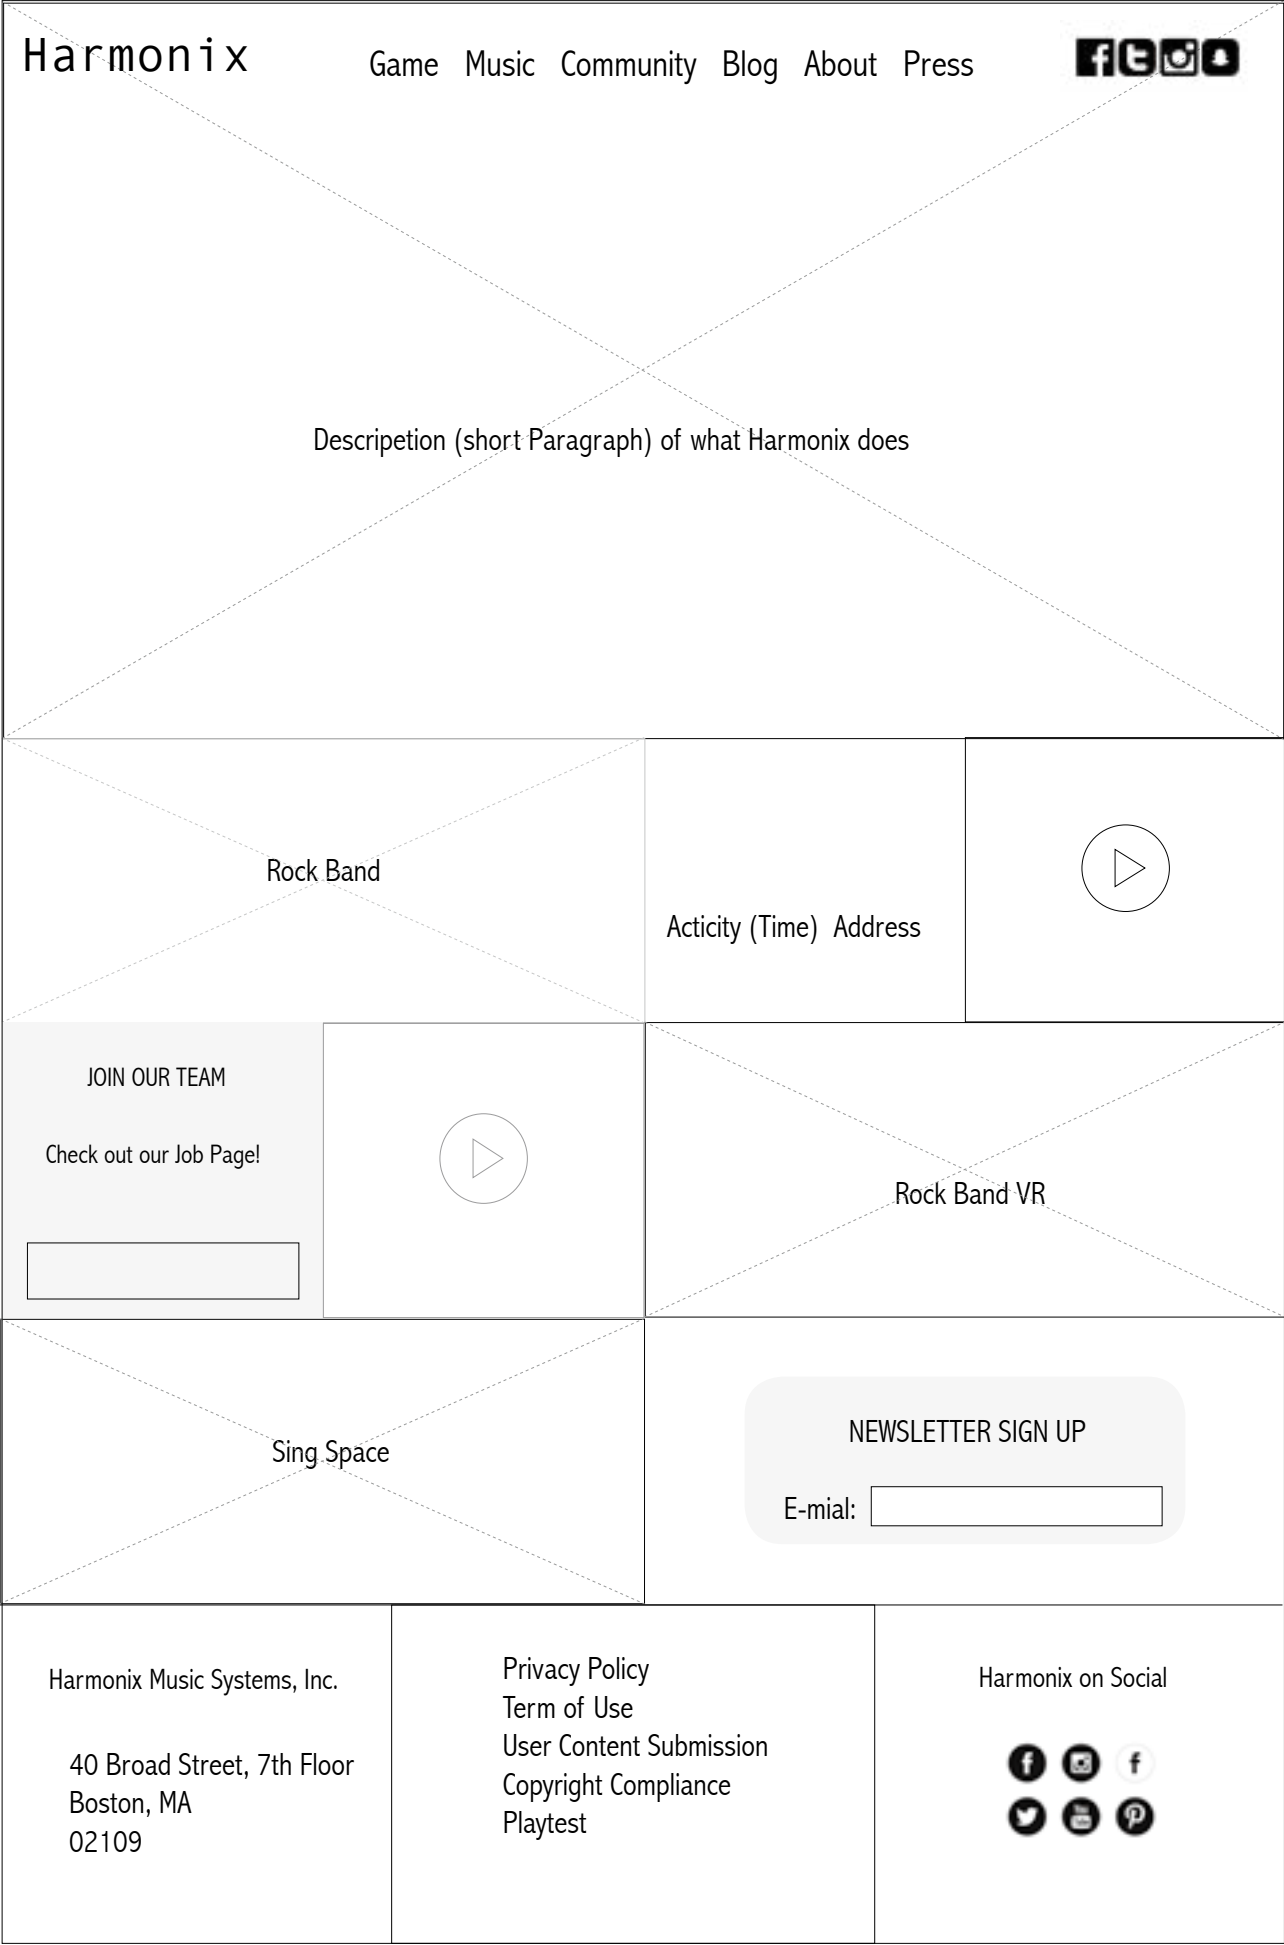 Harmonix
Game Music Community Blog About Press
Descripetion (short Paragraph) of what Harmonix does
Rock Band
Acticity (Time) Address
JOIN OUR TEAM
Check out our Job Page!
Rock Band VR
Sing Space
NEWSLETTER SIGN UP
E-mial:
Harmonix Music Systems, Inc.
40 Broad Street, 7th Floor
Boston, MA
02109
Privacy Policy
Term of Use
User Content Submission
Copyright Compliance
Playtest
Harmonix on Social